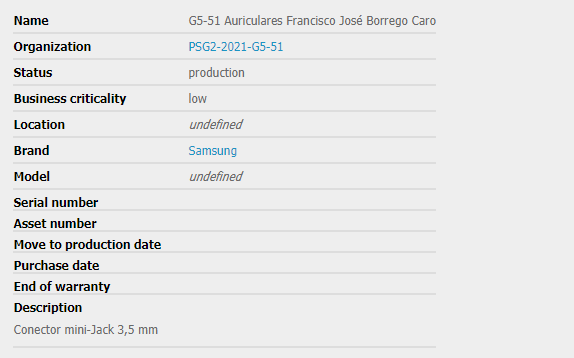 Name G5-51 Auriculares Francisco José Borrego Caro
Organization PSG2-2021-G5-51
Status production
Business criticality low
Location undefined
Brand Samsung
Model undefined
Serial number
Asset number
Move to production date
Purchase date
End of warranty
Description
Conector mini-Jack 3,5 mm